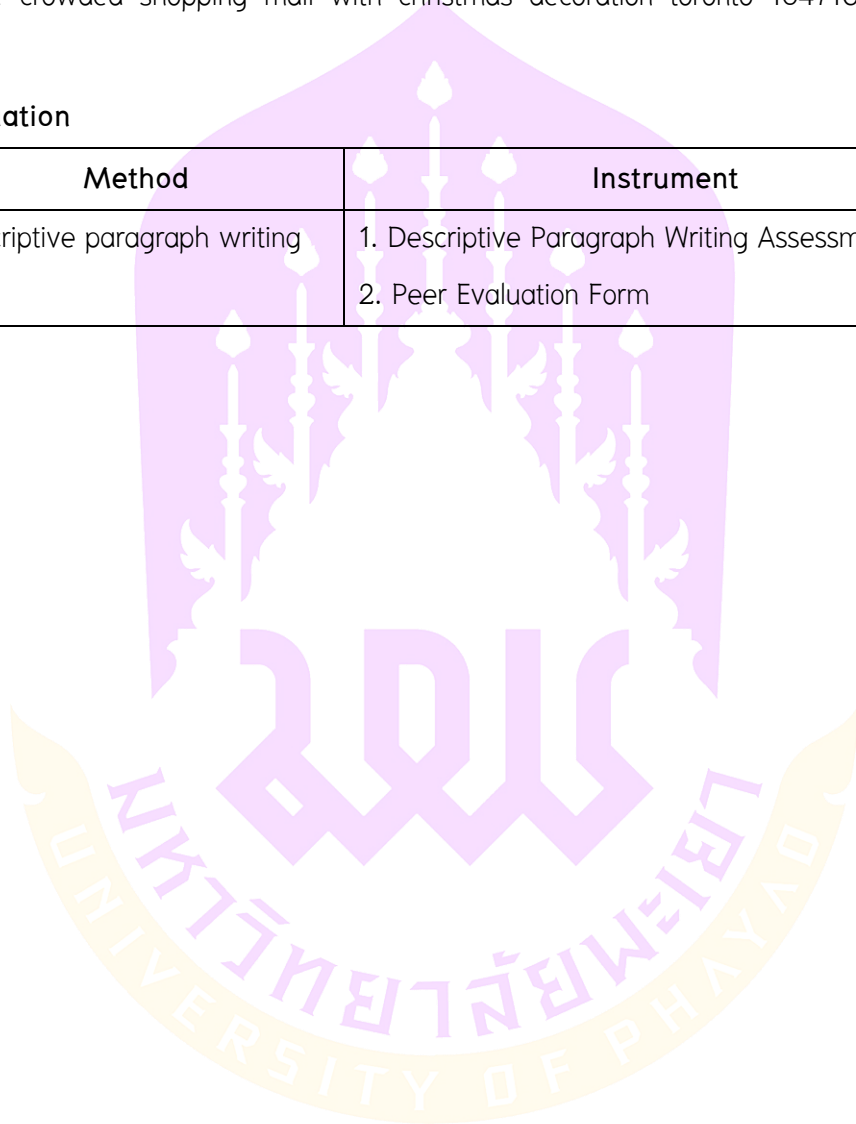 crowded shopping mall with christmas decoration toronto
ation
Method
Instrument
riptive paragraph writing
1. Descriptive Paragraph Writing Assessm
2. Peer Evaluation Form
มหาวิทยาลัยพะเยา
UNIVERSITY OF PHAYAO